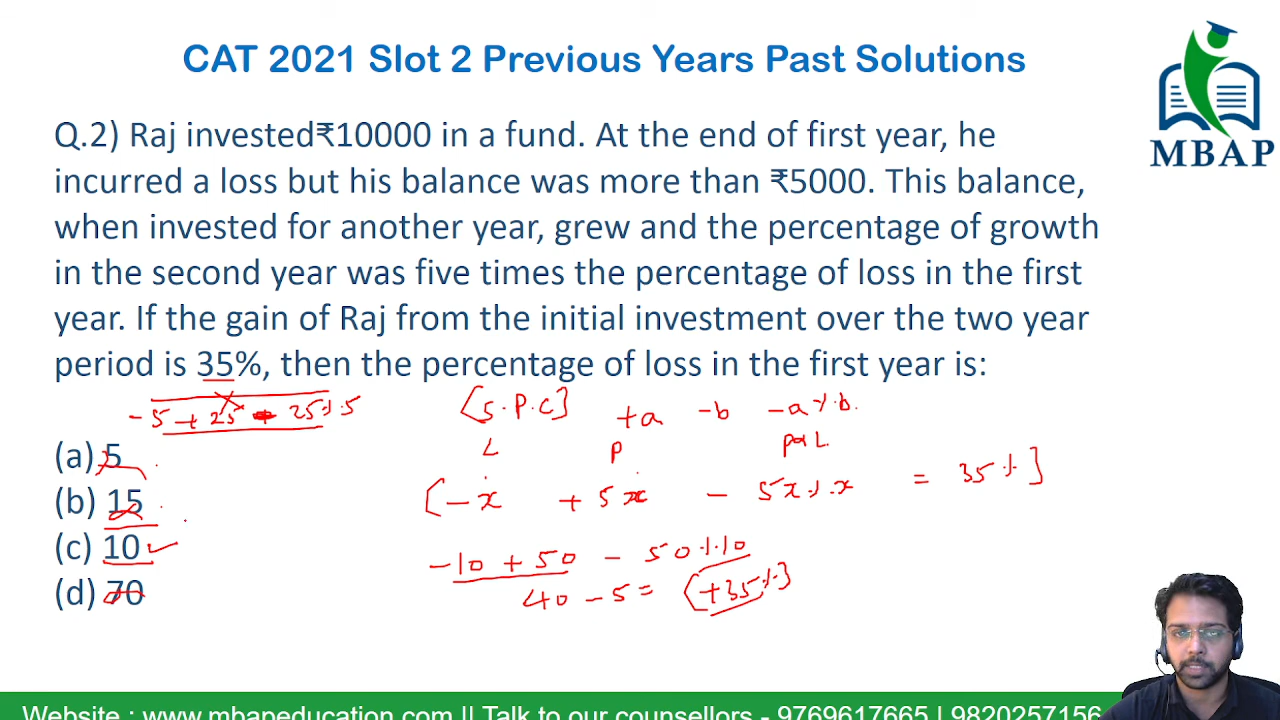 CAT 2021 Slot 2 Previous Years Past Solutions
MBAP
Q.2) Raj invested₹10000 in a fund. At the end of first year, he
incurred a loss but his balance was more than ₹5000. This balance,
when invested for another year, grew and the percentage of growth
in the second year was five times the percentage of loss in the first
year. If the gain of Raj from the initial investment over the two year
period is 35%, then the percentage of loss in the first year is:
- 5 + 25 - 25%.5
[S.P.C] +a -b -a%.b.
L P P al L
(a) 5
(b) 15
(c) 10
(d) 70
(-x + 5x - 5x%.x = 35%]
-10 + 50 - 50%.10
40 - 5 = [+35%]
Website : www.mbapeducation.com || Talk to our counsellors - 9769617665 | 9820257156